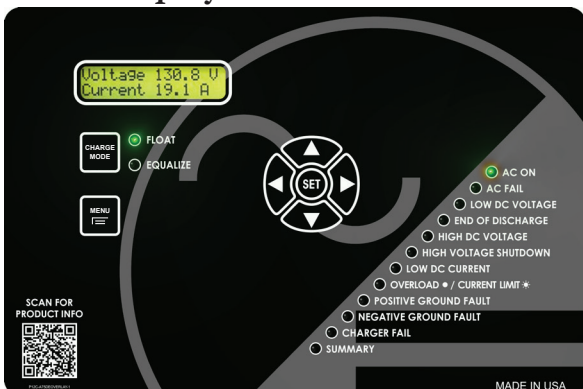 Voltage 130.8 V
Current 19.1 A
CHARGE
MODE
FLOAT
EQUALIZE
MENU
SET
AC ON
AC FAIL
LOW DC VOLTAGE
END OF DISCHARGE
HIGH DC VOLTAGE
HIGH VOLTAGE SHUTDOWN
LOW DC CURRENT
OVERLOAD ● / CURRENT LIMIT ☀
POSITIVE GROUND FAULT
NEGATIVE GROUND FAULT
CHARGER FAIL
SUMMARY
SCAN FOR
PRODUCT INFO
MADE IN USA